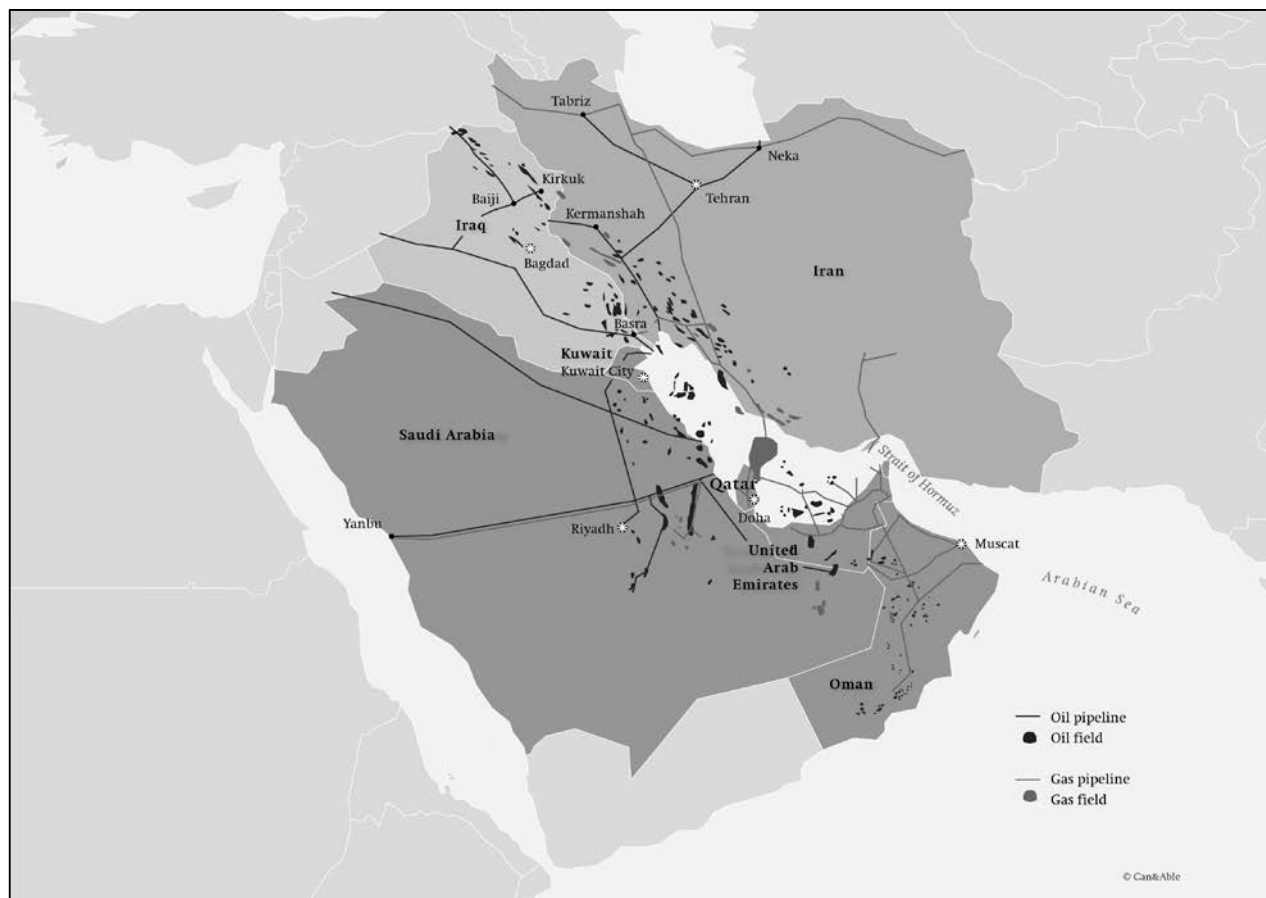 Tabriz
Neka
Kirkuk
Baiji
Tehran
Kermanshah
Iraq
Bagdad
Iran
Basra
Kuwait
Kuwait City
Saudi Arabia
Strait of Hormuz
Qatar
Doha
Yanbu
Riyadh
Muscat
United
Arab
Emirates
Arabian Sea
Oman
Oil pipeline
Oil field
Gas pipeline
Gas field
© Can&Able